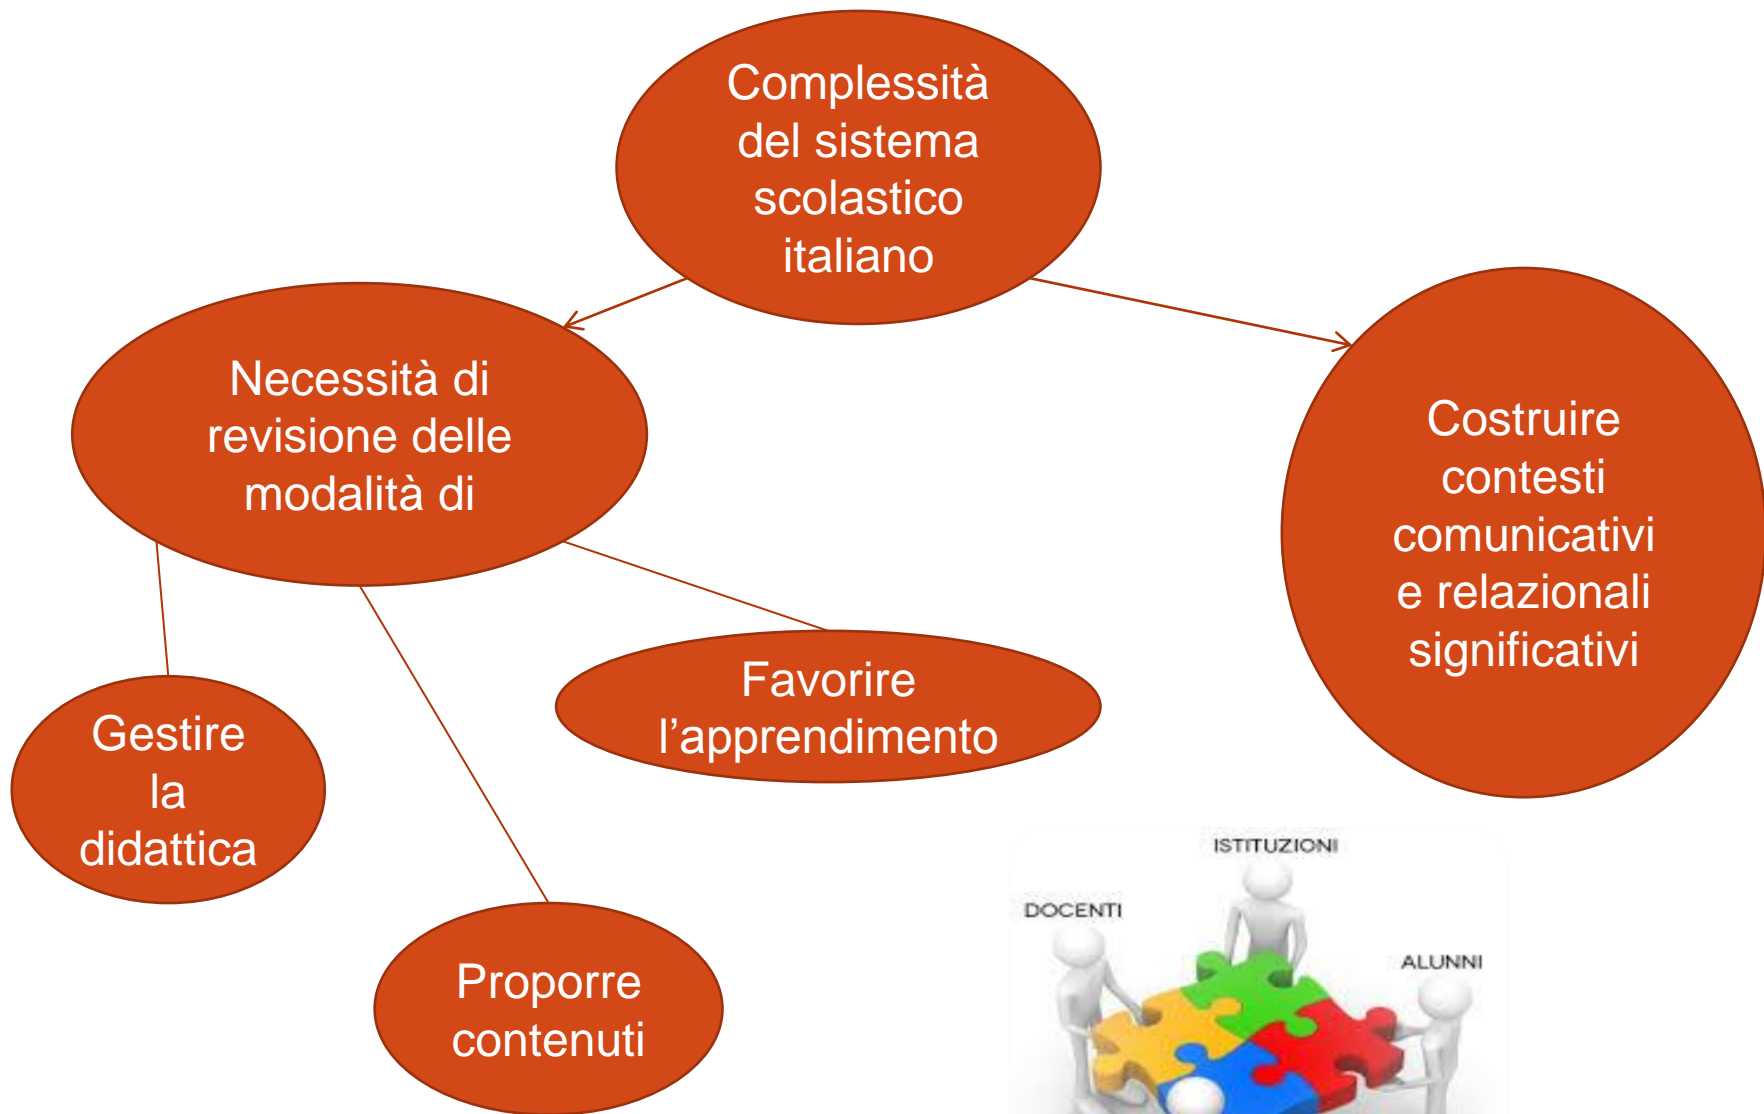 Complessità
del sistema
scolastico
italiano
Necessità di
revisione delle
modalità di
Costruire
contesti
comunicativi
e relazionali
significativi
Favorire
l’apprendimento
Gestire
la
didattica
Proporre
contenuti
ISTITUZIONI
DOCENTI
ALUNNI